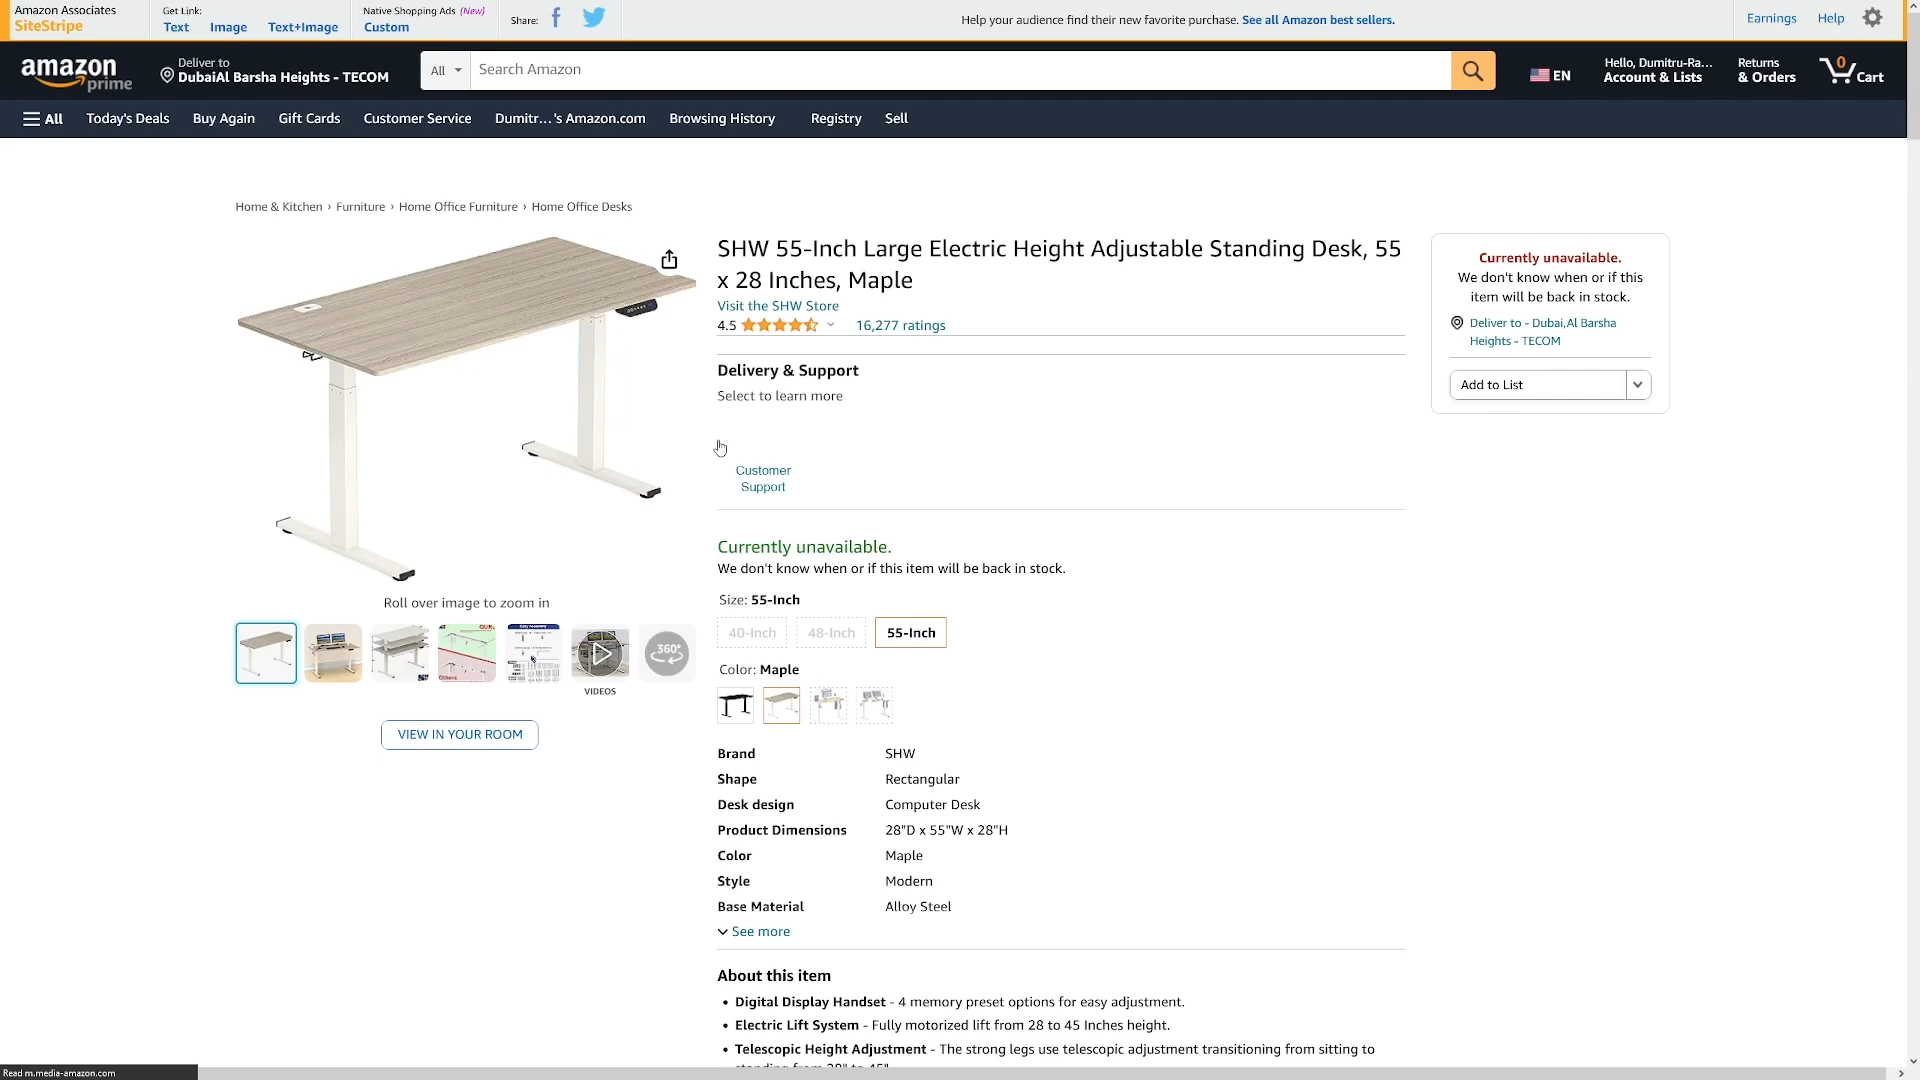 Amazon Associates
SiteStripe
Get Link:
Text Image Text+Image
Native Shopping Ads (New)
Custom
Share:
Help your audience find their new favorite purchase. See all Amazon best sellers.
Earnings Help
amazon
prime
Deliver to
DubaiAl Barsha Heights - TECOM
All
Search Amazon
EN
Hello, Dumitru-Ra...
Account & Lists
Returns
& Orders
0
Cart
All Today's Deals Buy Again Gift Cards Customer Service Dumitr...'s Amazon.com Browsing History Registry Sell
Home & Kitchen › Furniture › Home Office Furniture › Home Office Desks
Roll over image to zoom in
360°
VIDEOS
VIEW IN YOUR ROOM
SHW 55-Inch Large Electric Height Adjustable Standing Desk, 55
x 28 Inches, Maple
Visit the SHW Store
4.5 16,277 ratings
Delivery & Support
Select to learn more
Customer
Support
Currently unavailable.
We don't know when or if this item will be back in stock.
Size: 55-Inch
40-Inch 48-Inch 55-Inch
Color: Maple
Brand SHW
Shape Rectangular
Desk design Computer Desk
Product Dimensions 28"D x 55"W x 28"H
Color Maple
Style Modern
Base Material Alloy Steel
See more
About this item
• Digital Display Handset - 4 memory preset options for easy adjustment.
• Electric Lift System - Fully motorized lift from 28 to 45 Inches height.
• Telescopic Height Adjustment - The strong legs use telescopic adjustment transitioning from sitting to
standing from 28" to 45"
Currently unavailable.
We don't know when or if this
item will be back in stock.
Deliver to - Dubai,Al Barsha
Heights - TECOM
Add to List
Read m.media-amazon.com